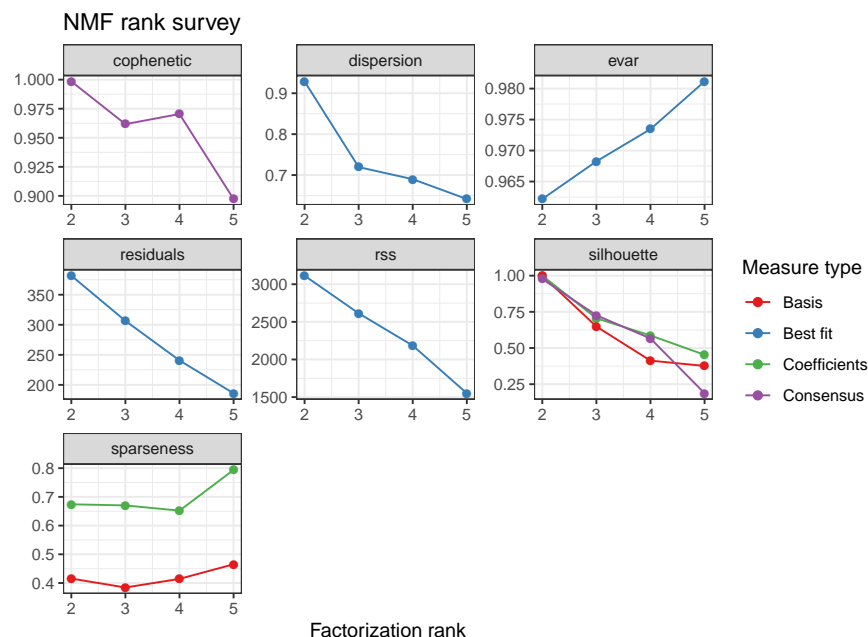 NMF rank survey
cophenetic
dispersion
evar
1.000
0.975
0.950
0.925
0.900
2 3 4 5
0.9
0.8
0.7
2 3 4 5
0.980
0.975
0.970
0.965
2 3 4 5
residuals
rss
silhouette
350
300
250
200
2 3 4 5
3000
2500
2000
1500
2 3 4 5
1.00
0.75
0.50
0.25
2 3 4 5
sparseness
0.8
0.7
0.6
0.5
0.4
2 3 4 5
Factorization rank
Measure type
Basis
Best fit
Coefficients
Consensus